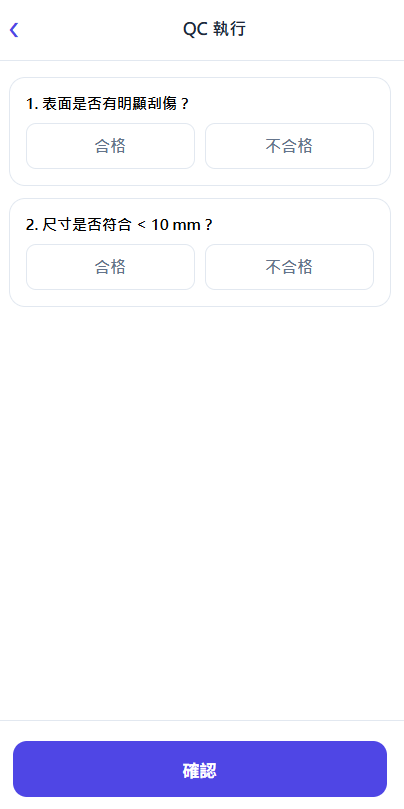 QC 執行
1. 表面是否有明顯刮傷？
合格 不合格
2. 尺寸是否符合 < 10 mm？
合格 不合格
確認